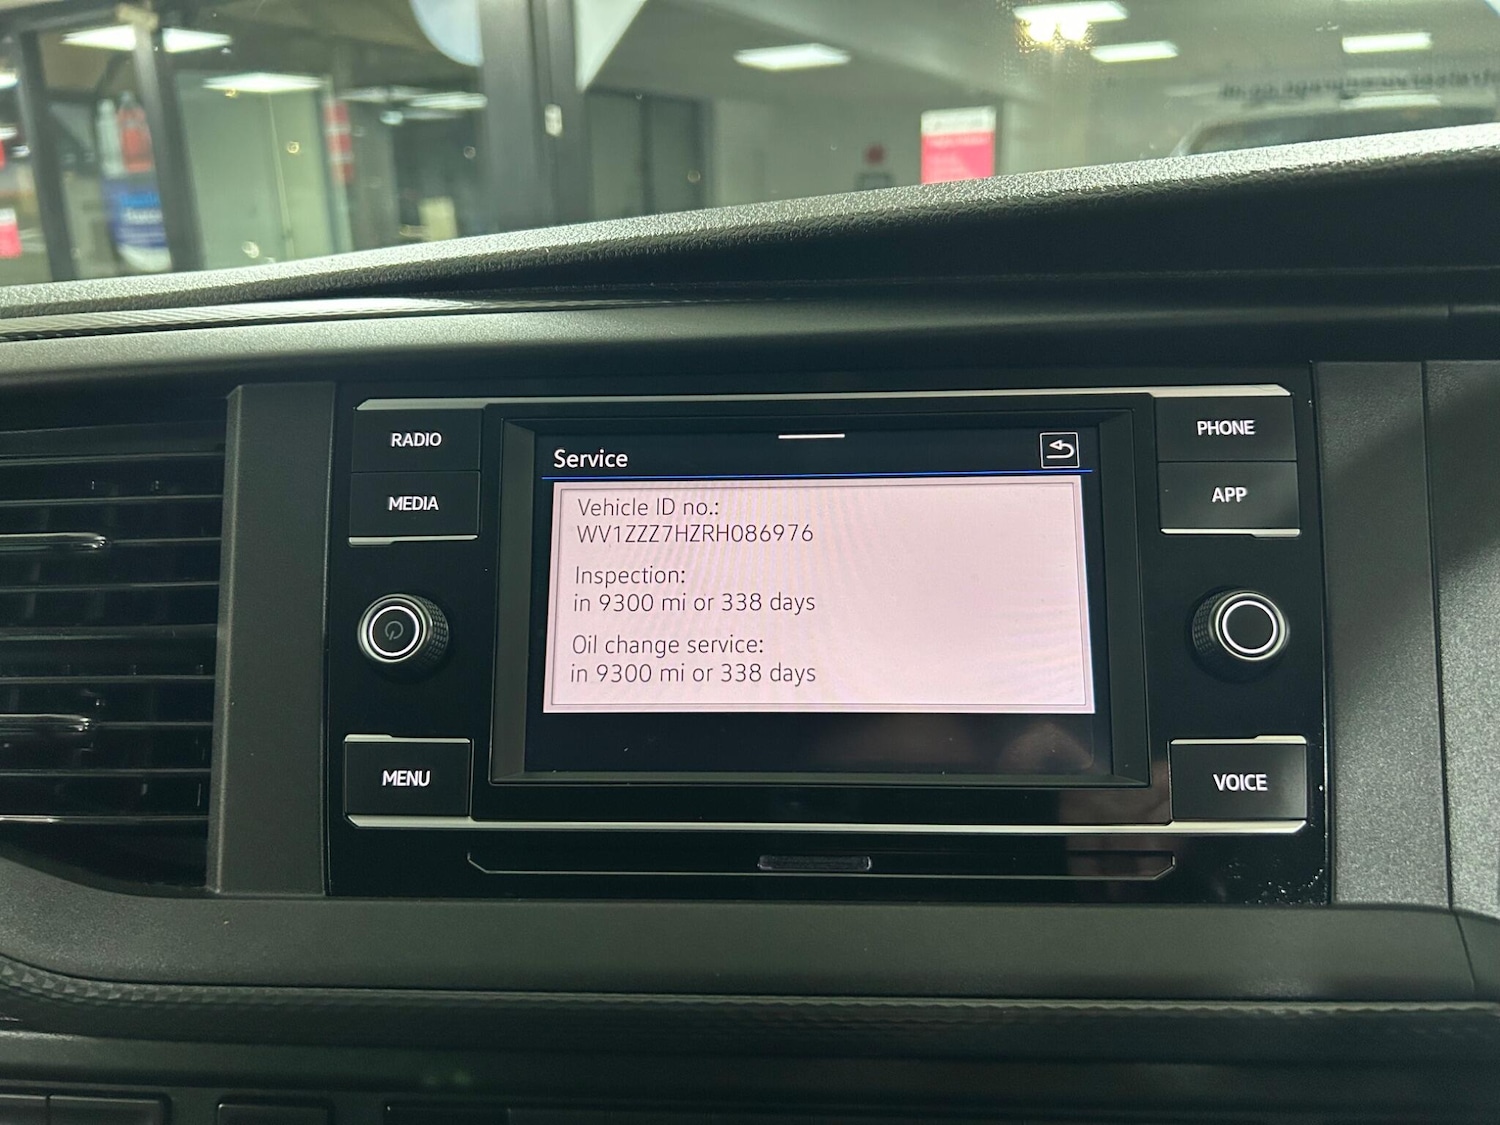 RADIO
MEDIA
MENU
Service
Vehicle ID no.:
WV1ZZZ7HZRH086976
Inspection:
in 9300 mi or 338 days
Oil change service:
in 9300 mi or 338 days
PHONE
APP
VOICE